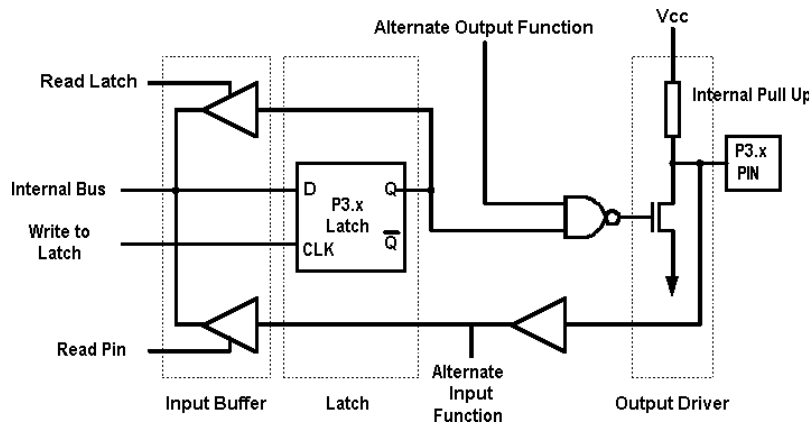 Vcc
Alternate Output Function
Read Latch
Internal Pull Up
P3.x
PIN
Internal Bus
D
Q
P3.x
Latch
Write to
Latch
CLK
Q
Read Pin
Alternate
Input
Function
Input Buffer
Latch
Output Driver